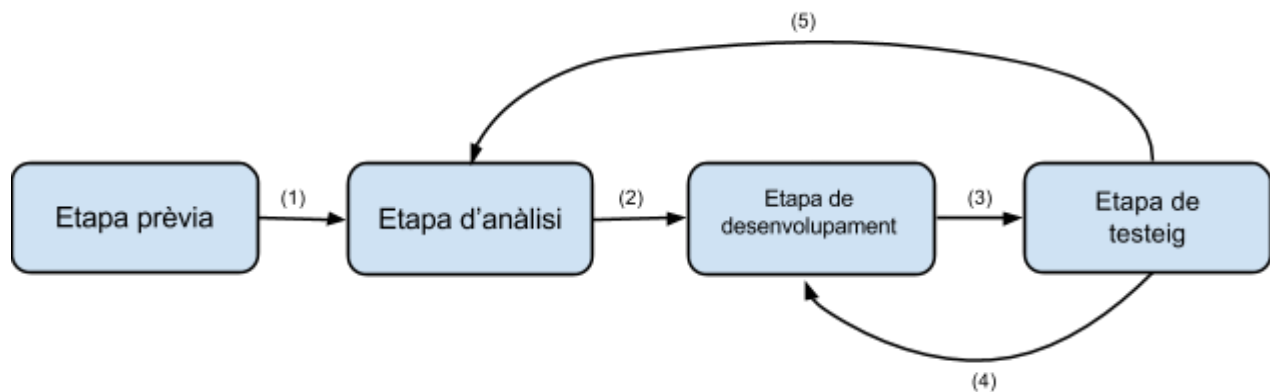 (5)
Etapa prèvia
(1)
Etapa d'anàlisi
(2)
Etapa de
desenvolupament
(3)
Etapa de
testeig
(4)